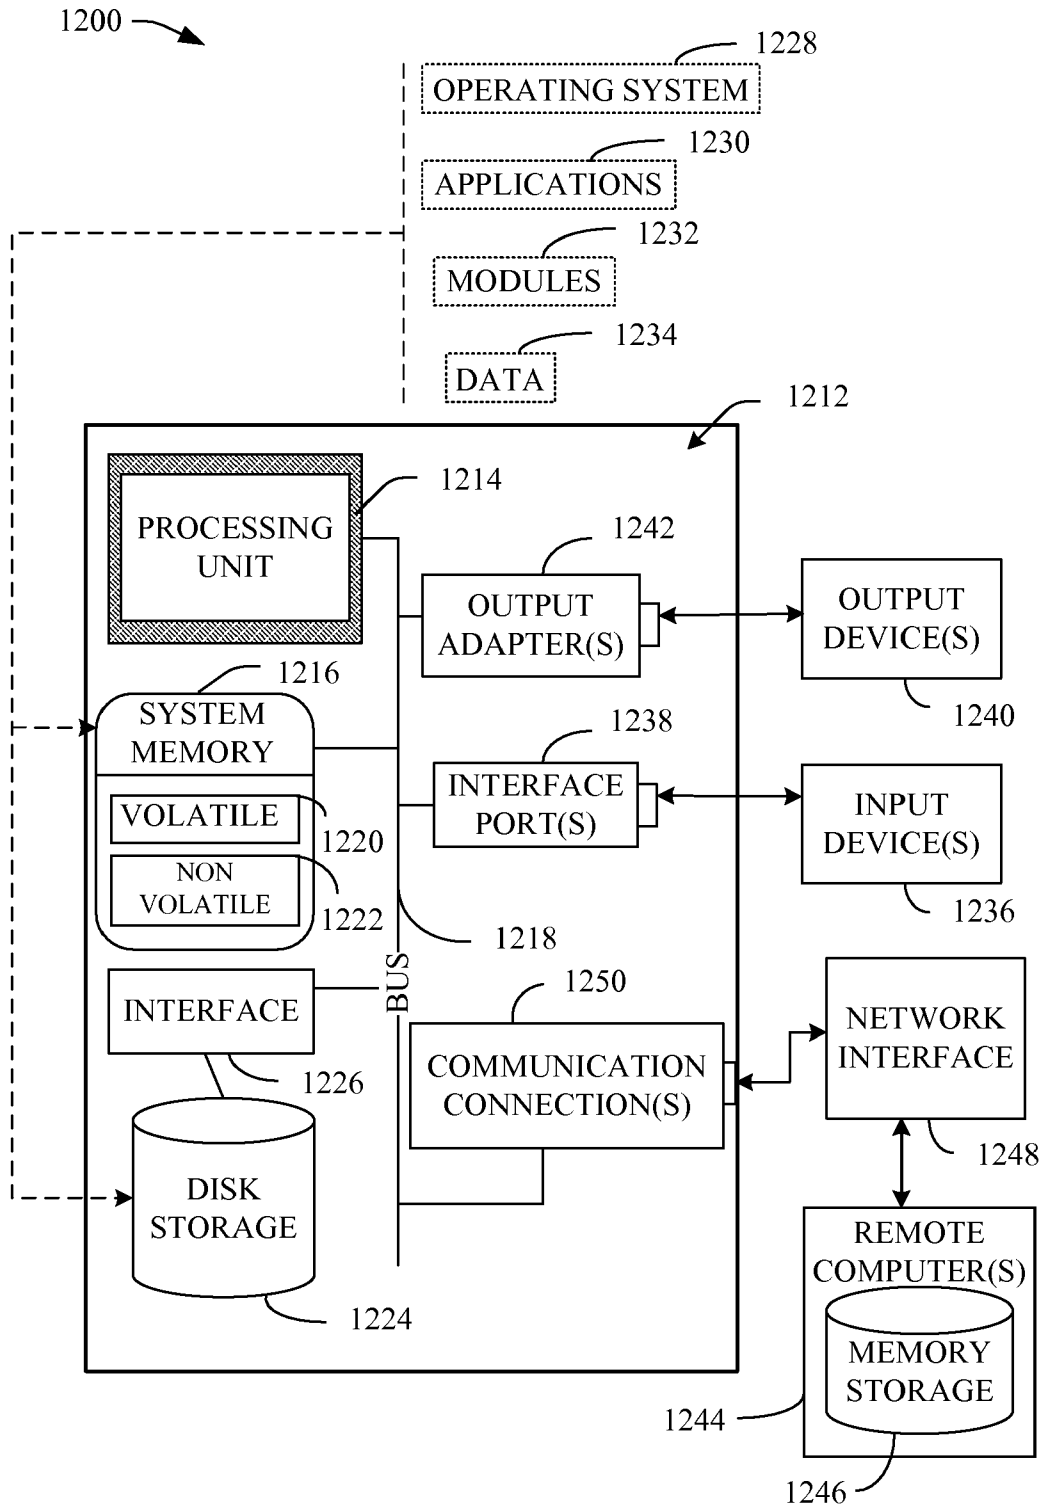 1200
1228
OPERATING SYSTEM
1230
APPLICATIONS
1232
MODULES
1234
DATA
1212
1214
PROCESSING
UNIT
1242
OUTPUT
ADAPTER(S)
OUTPUT
DEVICE(S)
1240
1216
SYSTEM
MEMORY
VOLATILE
1220
NON
VOLATILE
1222
1238
INTERFACE
PORT(S)
INPUT
DEVICE(S)
1236
1218
BUS
INTERFACE
1226
1250
COMMUNICATION
CONNECTION(S)
NETWORK
INTERFACE
1248
DISK
STORAGE
1224
REMOTE
COMPUTER(S)
MEMORY
STORAGE
1244
1246